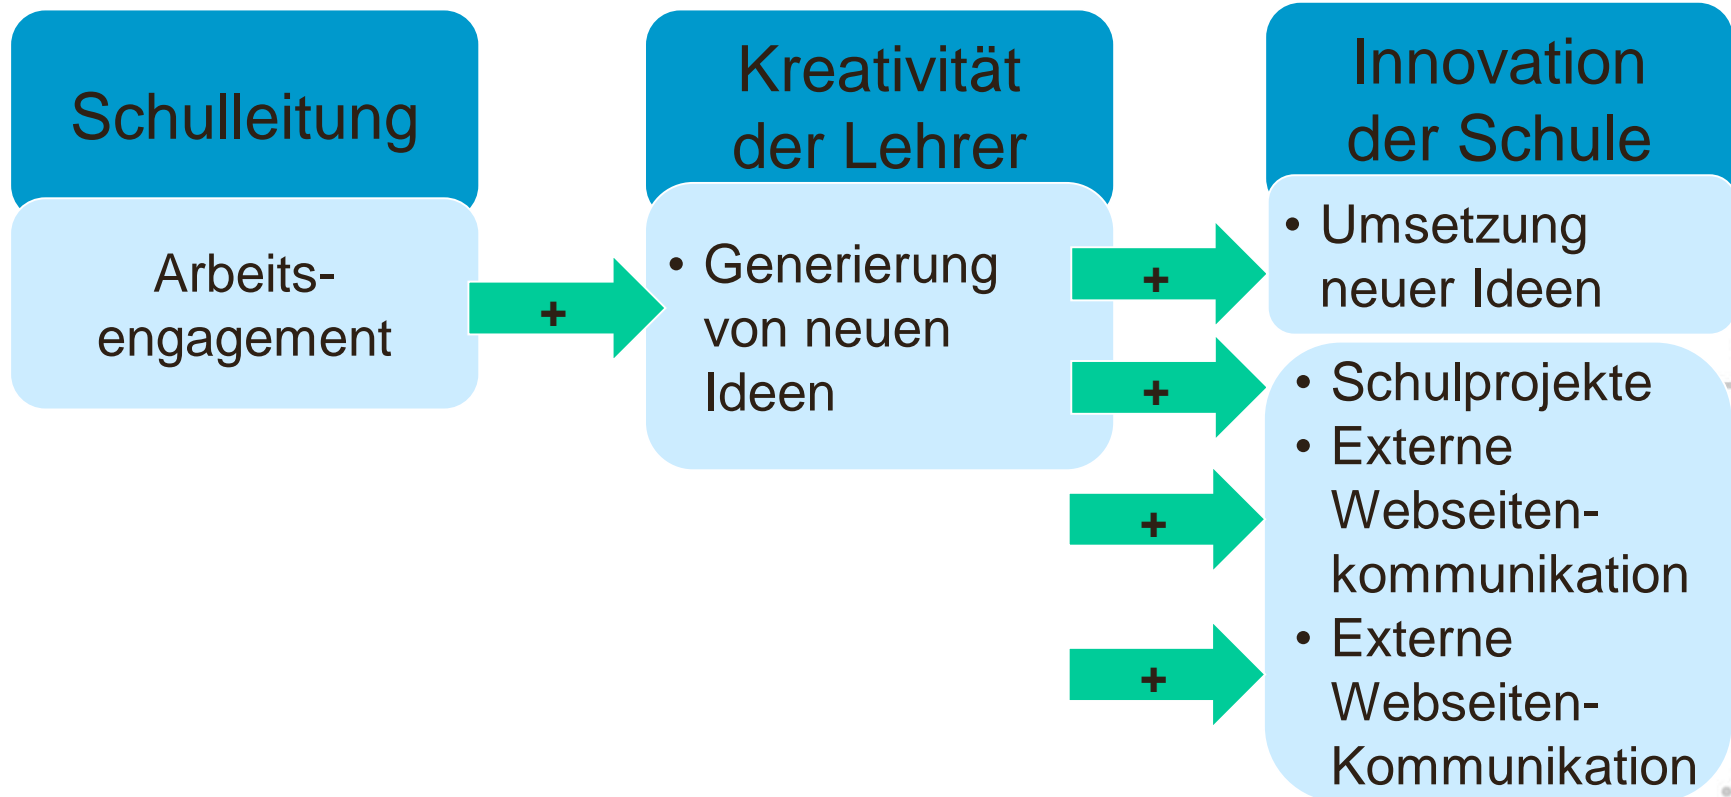 Schulleitung
Arbeits-
engagement
+
Kreativität
der Lehrer
• Generierung
von neuen
Ideen
+
+
+
+
Innovation
der Schule
• Umsetzung
neuer Ideen
• Schulprojekte
• Externe
Webseiten-
kommunikation
• Externe
Webseiten-
Kommunikation